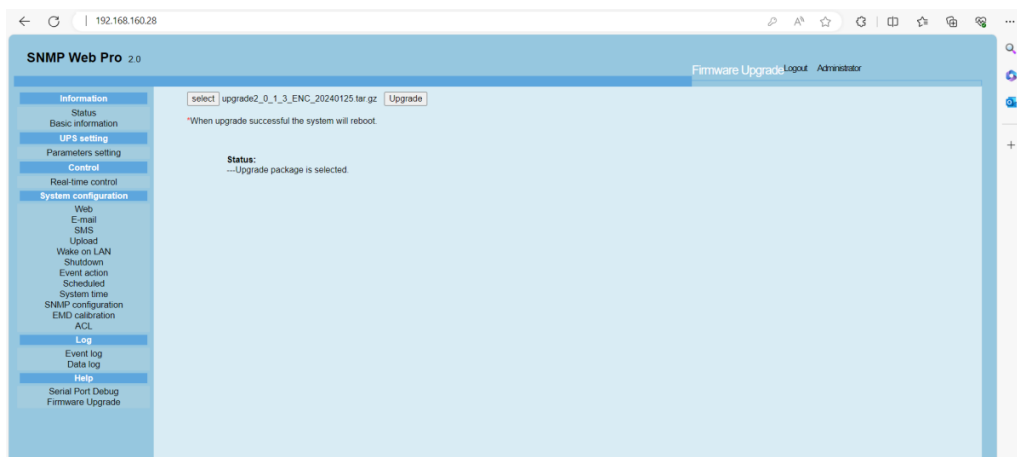 192.168.160.28
SNMP Web Pro 2.0
Firmware Upgrade Logout Administrator
Information
Status
Basic information
UPS setting
Parameters setting
Control
Real-time control
System configuration
Web
E-mail
SMS
Upload
Wake on LAN
Shutdown
Event action
Scheduled
System time
SNMP configuration
EMD calibration
ACL
Log
Event log
Data log
Help
Serial Port Debug
Firmware Upgrade
select upgrade2_0_1_3_ENC_20240125.tar.gz Upgrade
*When upgrade successful the system will reboot.
Status:
---Upgrade package is selected.